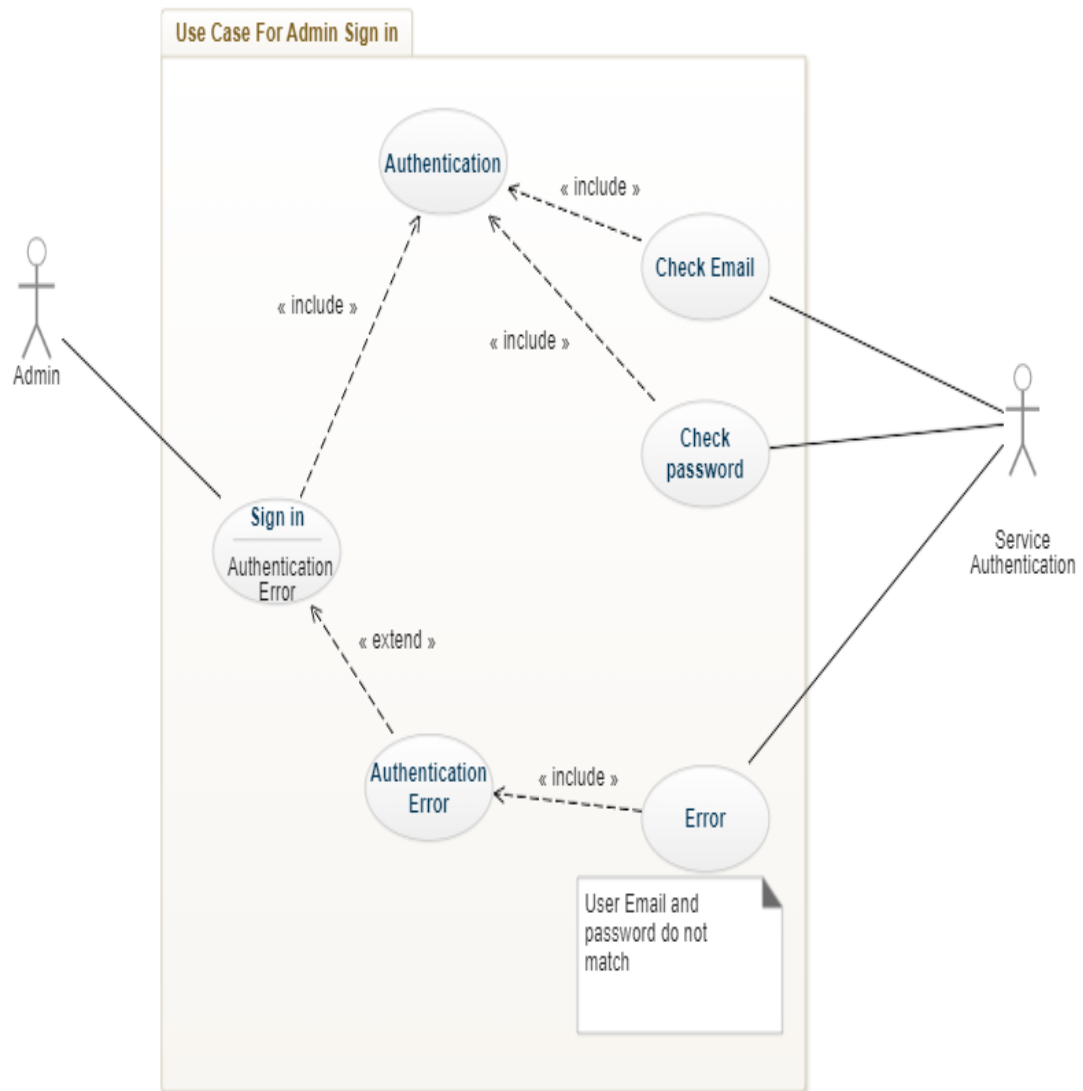 Use Case For Admin Sign in
Authentication
« include »
Check Email
« include »
« include »
Admin
Check
password
Sign in
Authentication
Error
Service
Authentication
« extend »
Authentication
Error
« include »
Error
User Email and
password do not
match